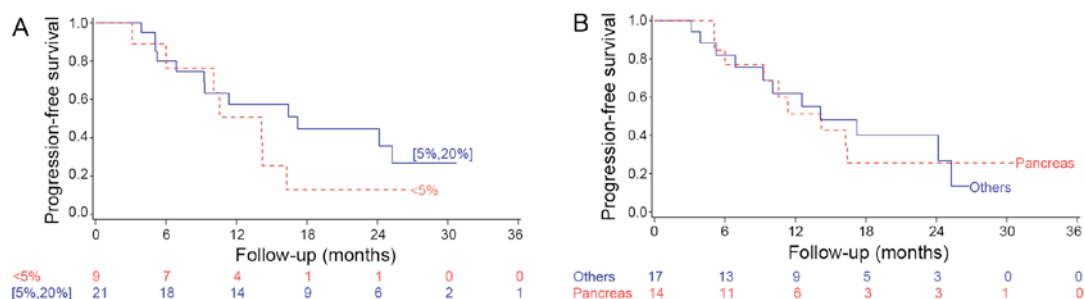 A
Progression-free survival
1.0
0.8
0.6
0.4
0.2
0.0
[5%,20%]
<5%
0 6 12 18 24 30 36
Follow-up (months)
<5% 9 7 4 1 1 0 0
[5%,20%] 21 18 14 9 6 2 1
B
Progression-free survival
1.0
0.8
0.6
0.4
0.2
0.0
Pancreas
Others
0 6 12 18 24 30 36
Follow-up (months)
Others 17 13 9 5 3 0 0
Pancreas 14 11 6 3 3 1 0